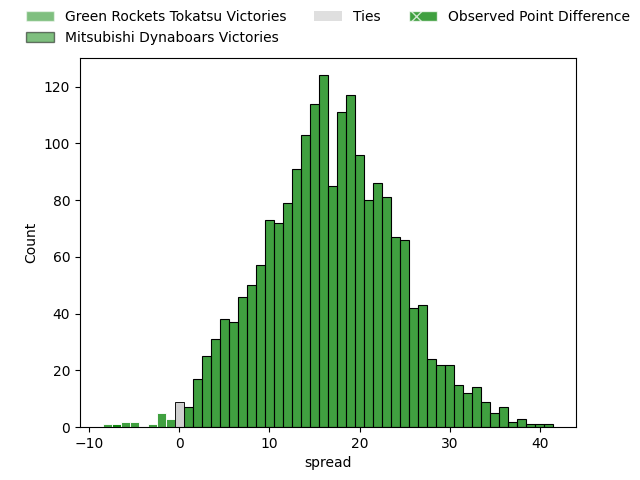 Green Rockets Tokatsu Victories
Mitsubishi Dynaboars Victories
Ties
Observed Point Difference
Count
120
100
80
60
40
20
0
−10
0
10
20
30
40
spread